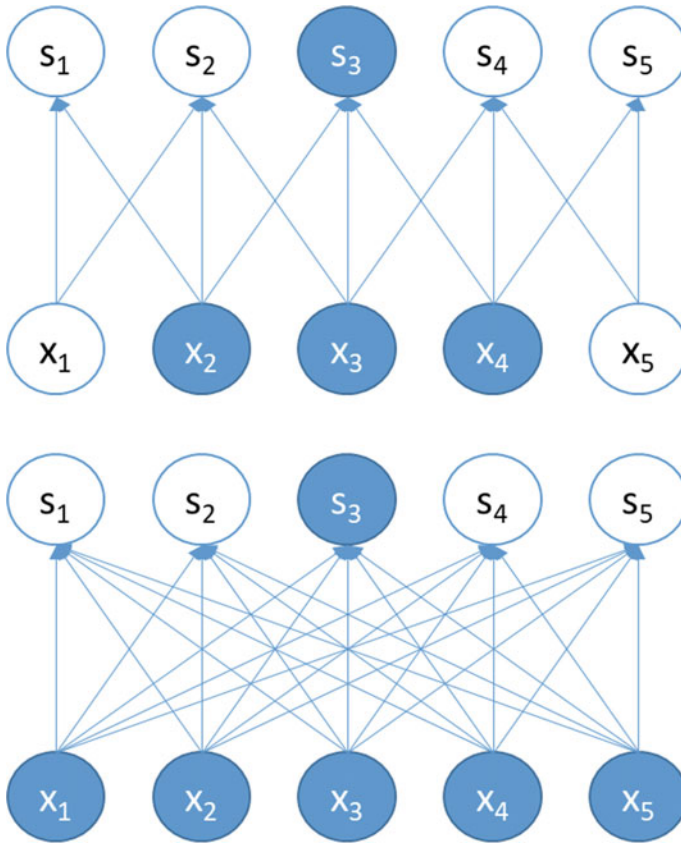 s₁ s₂ s₃ s₄ s₅
x₁ x₂ x₃ x₄ x₅
s₁ s₂ s₃ s₄ s₅
x₁ x₂ x₃ x₄ x₅